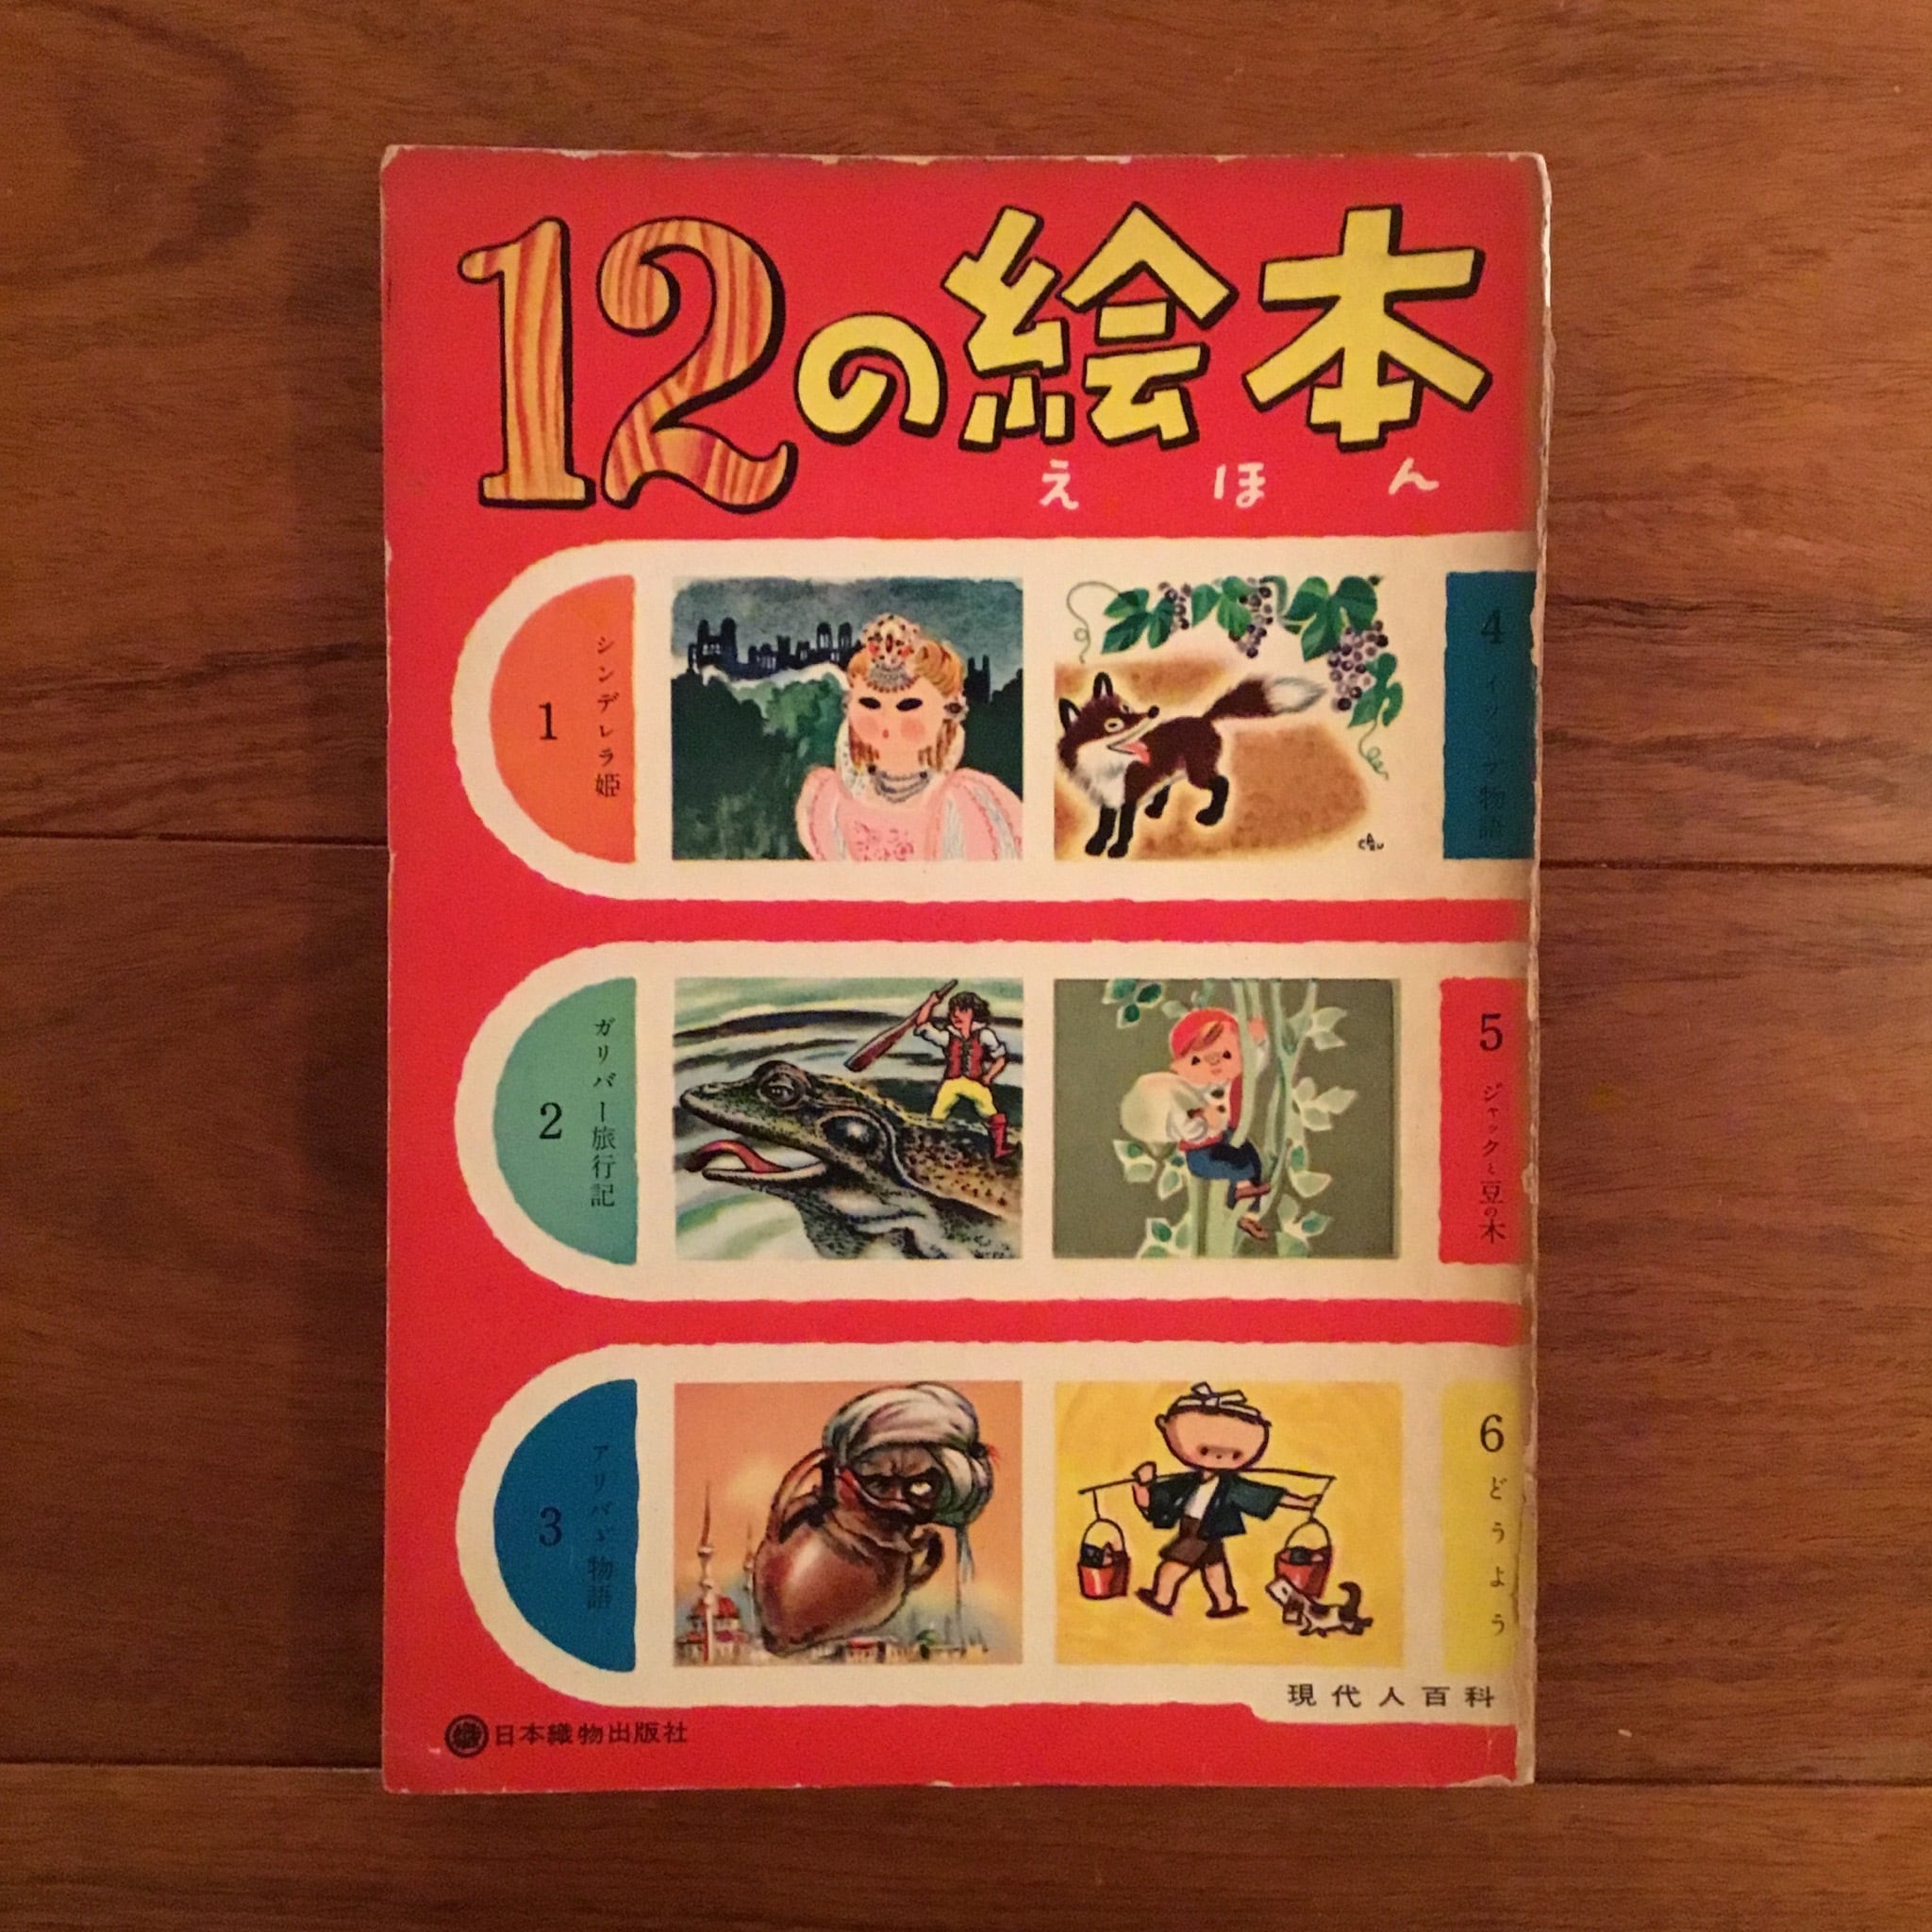 12の絵本
えほん
1
シンデレラ姫
4
イソップ物語
2
ガリバー旅行記
5
ジャックと豆の木
3
アリバゞ物語
6
どうよう
現代人百科
日本織物出版社